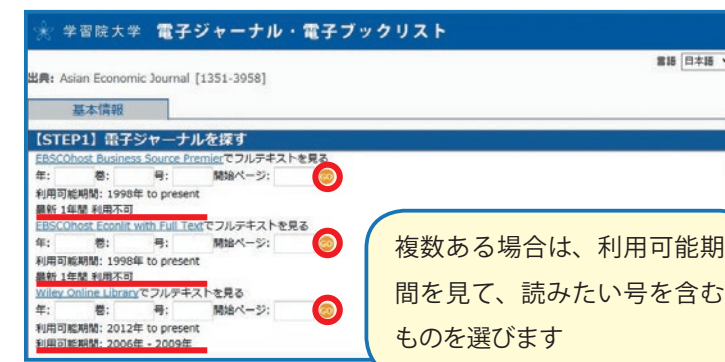 学習院大学 電子ジャーナル・電子ブックリスト
言語 日本語
出典: Asian Economic Journal [1351-3958]
基本情報
【STEP1】電子ジャーナルを探す
EBSCOhost Business Source Premierでフルテキストを見る
年: 巻: 号: 開始ページ: GO
利用可能期間: 1998年 to present
最新 1年間 利用不可
EBSCOhost Econlit with Full Textでフルテキストを見る
年: 巻: 号: 開始ページ: GO
利用可能期間: 1998年 to present
最新 1年間 利用不可
Wiley Online Libraryでフルテキストを見る
年: 巻: 号: 開始ページ: GO
利用可能期間: 2012年 to present
利用可能期間: 2006年 - 2009年
複数ある場合は、利用可能期
間を見て、読みたい号を含む
ものを選びます